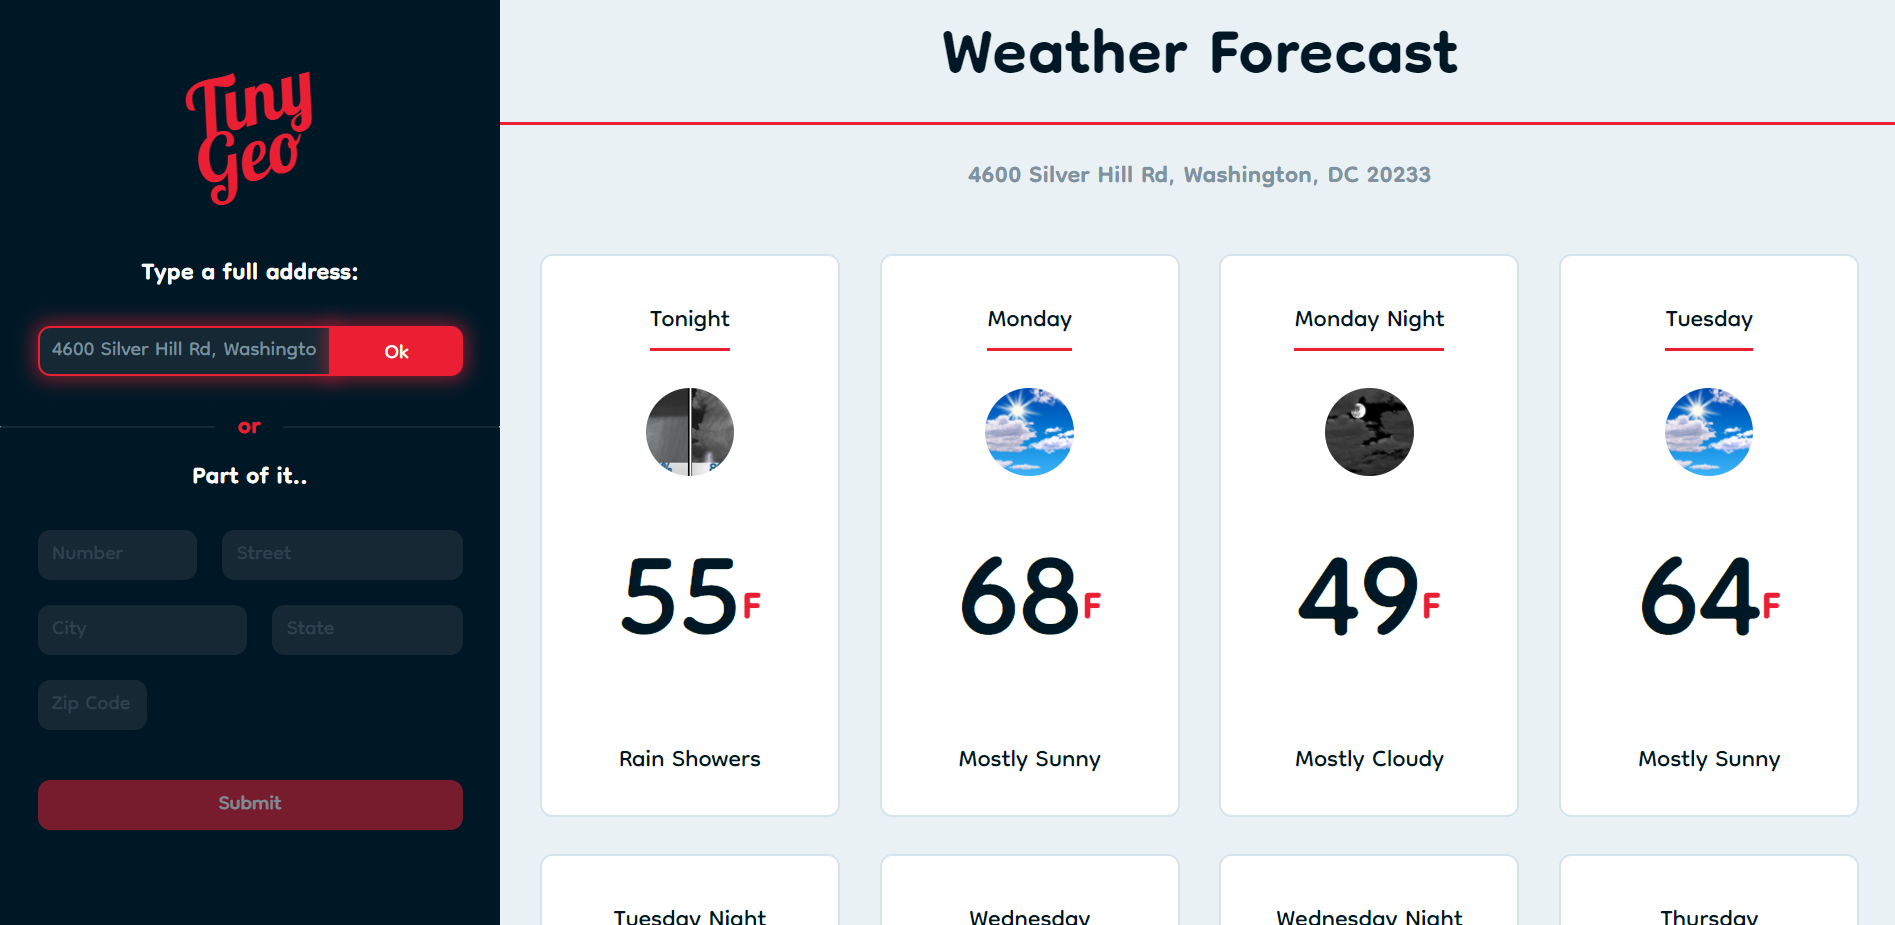 Tiny
Geo
Type a full address:
4600 Silver Hill Rd, Washingto
Ok
or
Part of it..
Number
Street
City
State
Zip Code
Submit
Weather Forecast
4600 Silver Hill Rd, Washington, DC 20233
Tonight
55F
Rain Showers
Monday
68F
Mostly Sunny
Monday Night
49F
Mostly Cloudy
Tuesday
64F
Mostly Sunny
Tuesday Night
Wednesday
Wednesday Night
Thursday